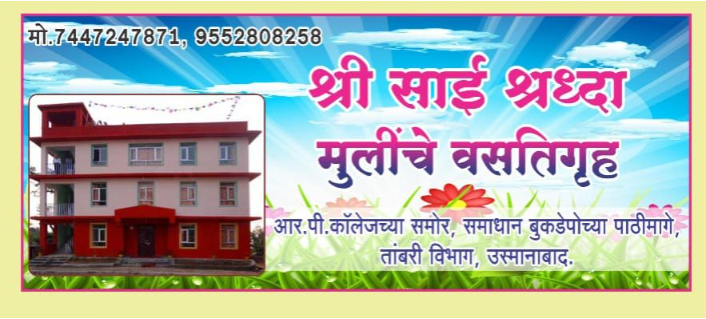 मो.7447247871, 9552808258
श्री साई श्रध्दा
मुलींचे वसतिगृह
आर.पी.कॉलेजच्या समोर, समाधान बुकडेपोच्या पाठीमागे,
तांबरी विभाग, उस्मानाबाद.